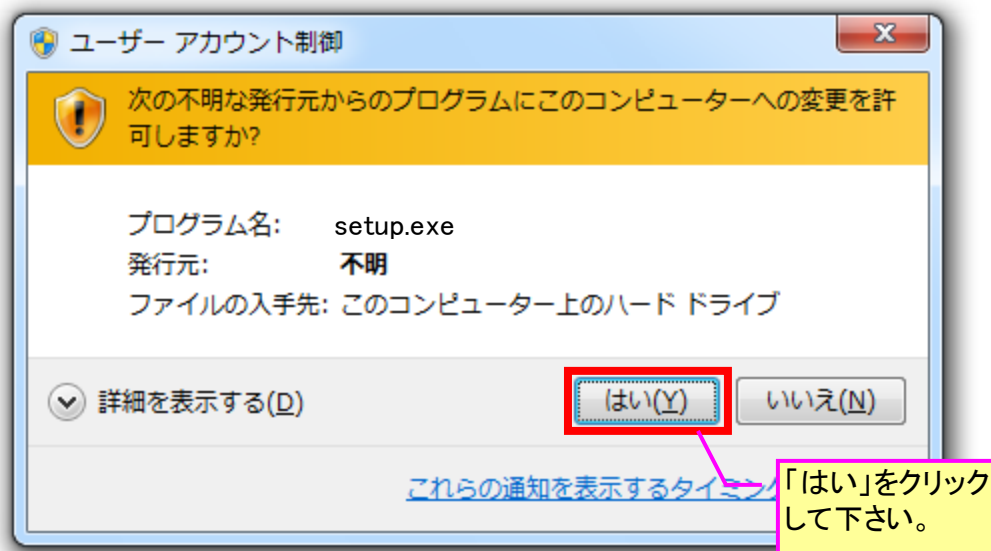 ユーザー アカウント制御
次の不明な発行元からのプログラムにこのコンピューターへの変更を許
可しますか?
プログラム名: setup.exe
発行元: 不明
ファイルの入手先: このコンピューター上のハード ドライブ
詳細を表示する(D)
はい(Y)
いいえ(N)
これらの通知を表示するタイミング
「はい」をクリック
して下さい。